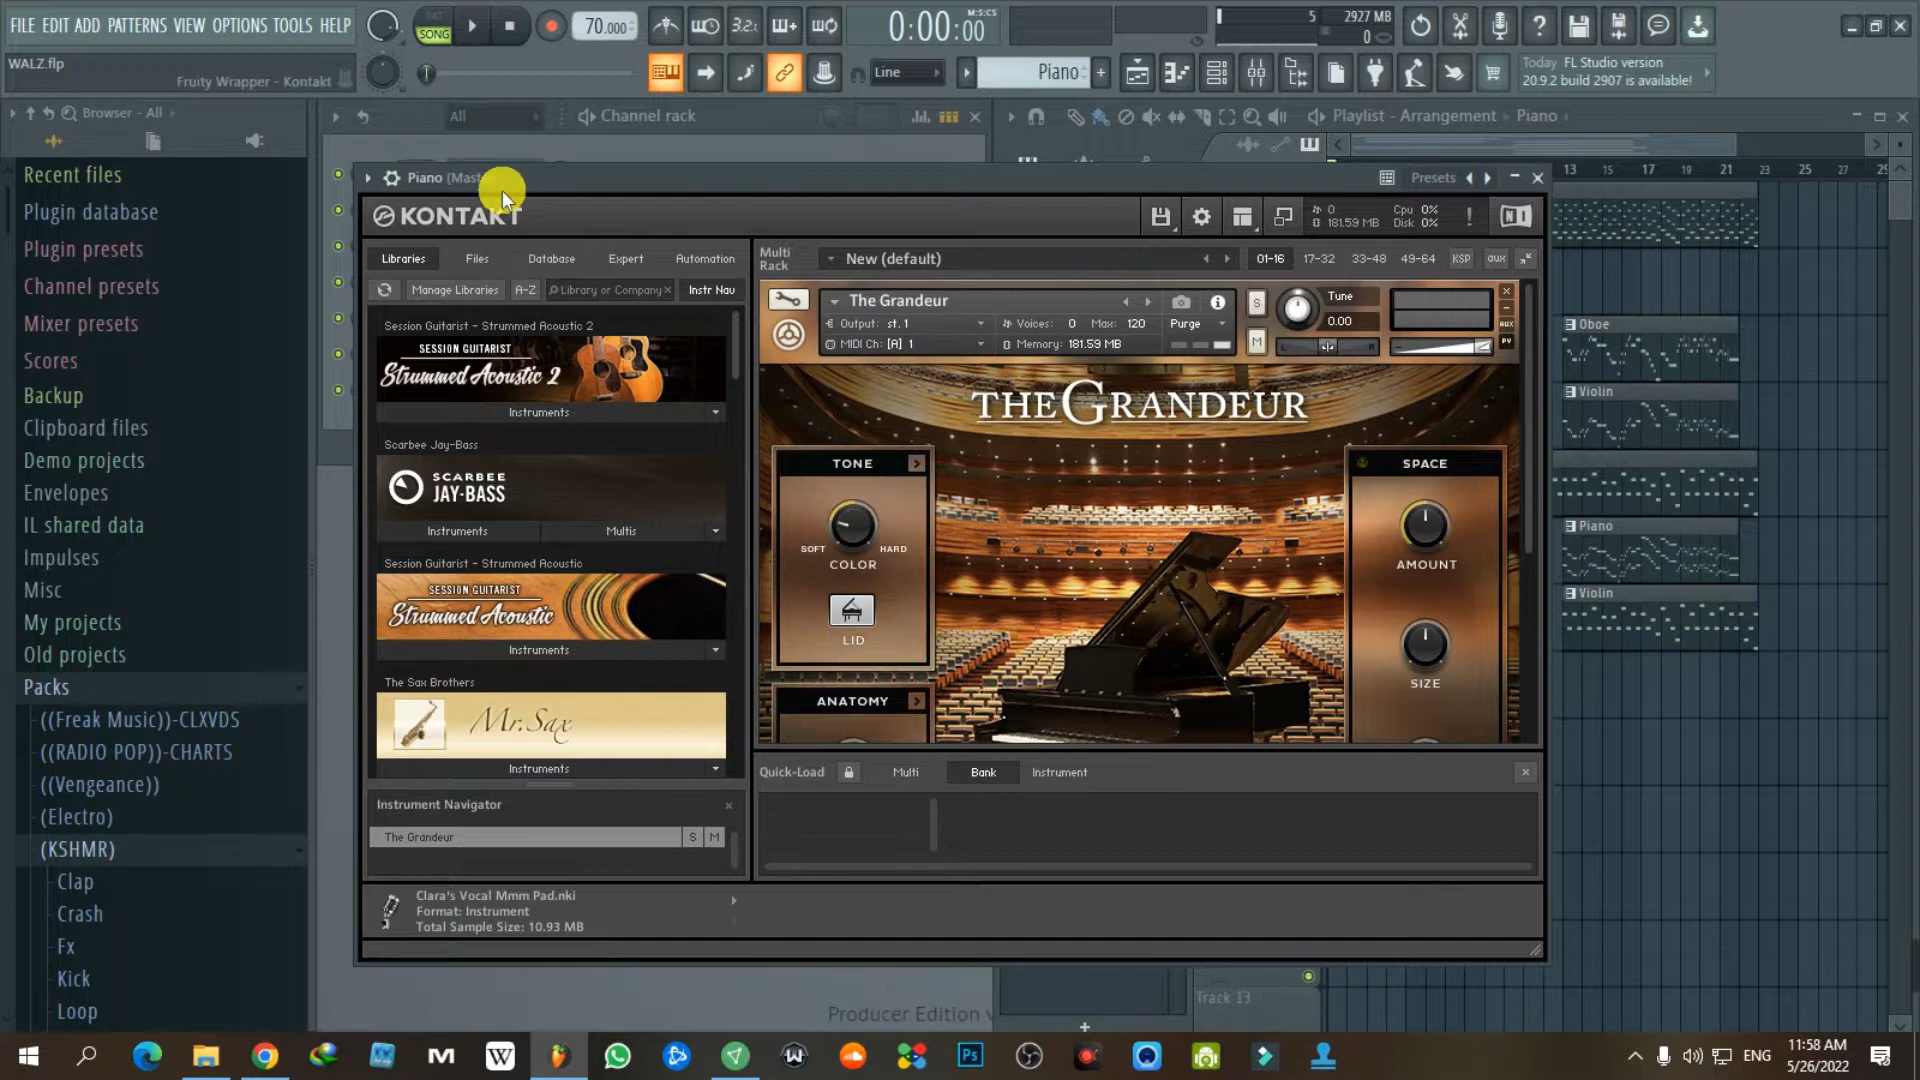 FILE EDIT ADD PATTERNS VIEW OPTIONS TOOLS HELP
SONG
70.000
3.2.
0:00:00
M:S:CS
5
2927 MB
0
WALZ.flp
Fruity Wrapper - Kontakt
Line
Piano
Today FL Studio version
20.9.2 build 2907 is available!
Browser - All
All
Channel rack
Playlist - Arrangement
Piano
Recent files
Plugin database
Plugin presets
Channel presets
Mixer presets
Scores
Backup
Clipboard files
Demo projects
Envelopes
IL shared data
Impulses
Misc
My projects
Old projects
Packs
((Freak Music))-CLXVDS
((RADIO POP))-CHARTS
((Vengeance))
(Electro)
(KSHMR)
Clap
Crash
Fx
Kick
Loop
Piano (Mast
Presets
KONTAKT
0
181.59 MB
Cpu 0%
Disk 0%
!
NI
Libraries
Files
Database
Expert
Automation
Manage Libraries
A-Z
Library or Company
Instr Nav
Session Guitarist - Strummed Acoustic 2
SESSION GUITARIST
Strummed Acoustic 2
Instruments
Scarbee Jay-Bass
SCARBEE
JAY-BASS
Instruments
Multis
Session Guitarist - Strummed Acoustic
SESSION GUITARIST
Strummed Acoustic
Instruments
The Sax Brothers
Mr.Sax
Instruments
Instrument Navigator
The Grandeur
S
M
Clara's Vocal Mmm Pad.nki
Format: Instrument
Total Sample Size: 10.93 MB
Multi
Rack
New (default)
01-16
17-32
33-48
49-64
KSP
aux
The Grandeur
Output: st.1
Voices: 0 Max: 120
Purge
MIDI Ch: [A] 1
Memory: 181.59 MB
S
M
Tune
0.00
L
R
AUX
PV
THE GRANDEUR
TONE
SOFT
HARD
COLOR
LID
ANATOMY
SPACE
AMOUNT
SIZE
Quick-Load
Multi
Bank
Instrument
13
17
19
21
23
25
27
29
Oboe
Violin
Piano
Violin
Producer Edition v
Track 13
W
Ps
ENG
11:58 AM
5/26/2022